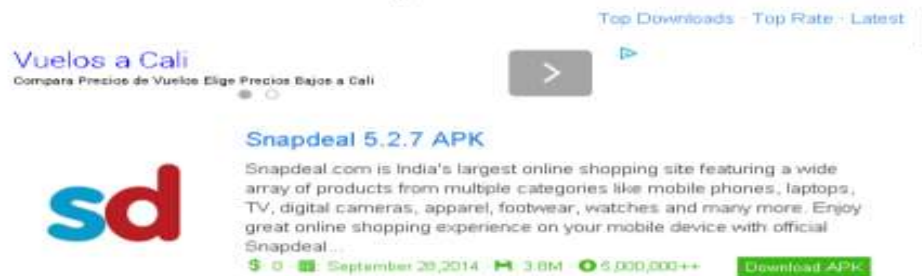 Top Downloads - Top Rate - Latest
Vuelos a Cali
Compara Precios de Vuelos Elige Precios Bajos a Cali
Snapdeal 5.2.7 APK
sd
Snapdeal.com is India's largest online shopping site featuring a wide
array of products from multiple categories like mobile phones, laptops,
TV, digital cameras, apparel, footwear, watches and many more. Enjoy
great online shopping experience on your mobile device with official
Snapdeal...
$ 0 September 28,2014 3.8M 5,000,000++ Download APK